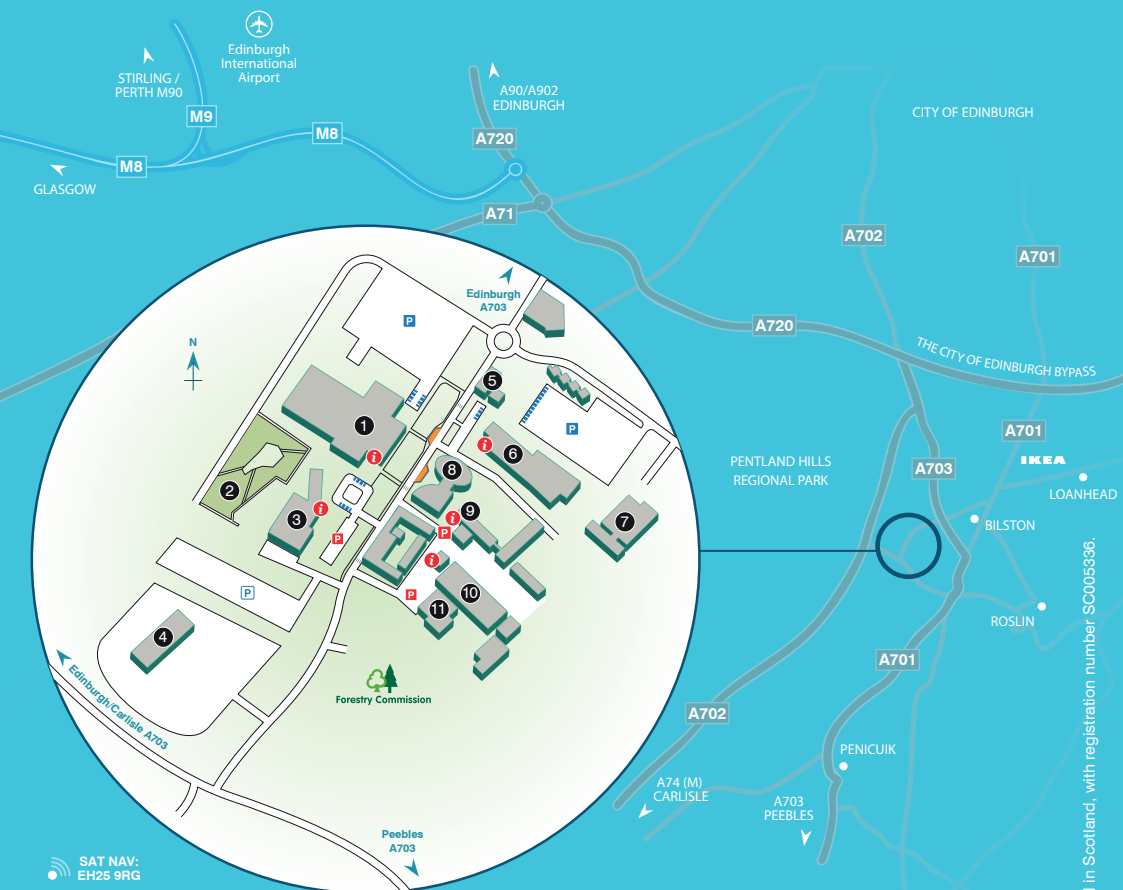 Edinburgh
International
Airport
STIRLING /
PERTH M90
M9
M8
M8
GLASGOW
A90/A902
EDINBURGH
A720
A71
CITY OF EDINBURGH
A702
A701
A720
THE CITY OF EDINBURGH BYPASS
A701
IKEA
A703
LOANHEAD
PENTLAND HILLS
REGIONAL PARK
BILSTON
ROSLIN
A701
A702
PENICUIK
A74 (M)
CARLISLE
A703
PEEBLES
Edinburgh
A703
N
P
5
1
i
P
i
6
8
2
3
i
9
i
7
P
P
i
P
10
P
11
4
Forestry Commission
Edinburgh/Carlisle A703
Peebles
A703
SAT NAV:
EH25 9RG
d in Scotland, with registration number SC005336.